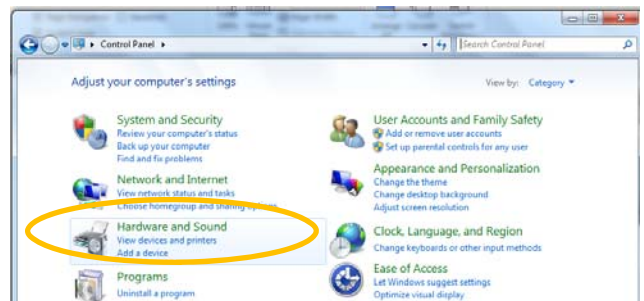 Control Panel
Search Control Panel
Adjust your computer's settings
View by: Category
System and Security
Review your computer's status
Back up your computer
Find and fix problems
Network and Internet
View network status and tasks
Choose homegroup and sharing options
Hardware and Sound
View devices and printers
Add a device
Programs
Uninstall a program
User Accounts and Family Safety
Add or remove user accounts
Set up parental controls for any user
Appearance and Personalization
Change the theme
Change desktop background
Adjust screen resolution
Clock, Language, and Region
Change keyboards or other input methods
Ease of Access
Let Windows suggest settings
Optimize visual display